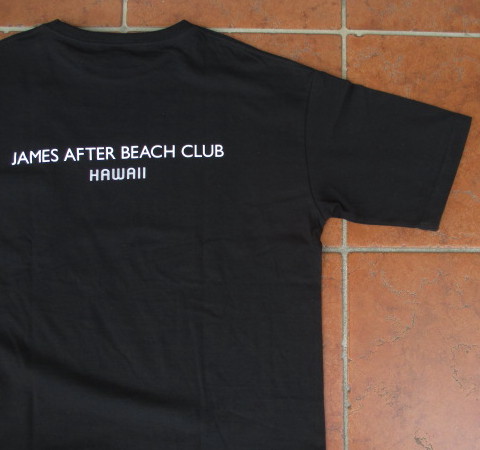 JAMES AFTER BEACH CLUB
HAWAII